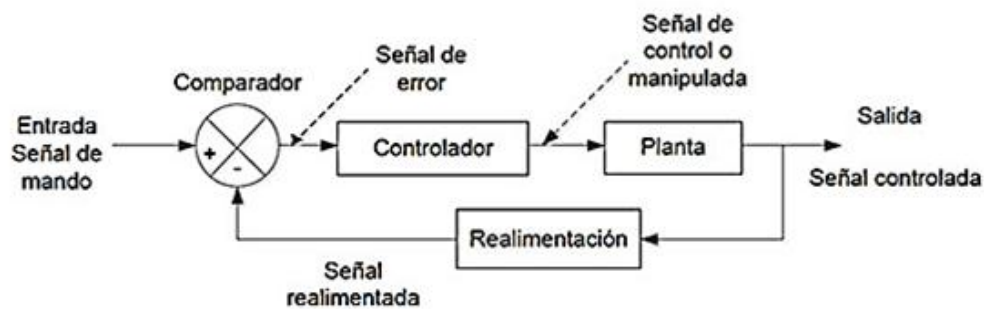 Señal de
control o
manipulada
Señal de
error
Comparador
Entrada
Señal de
mando
+
-
Controlador
Planta
Salida
Señal controlada
Realimentación
Señal
realimentada